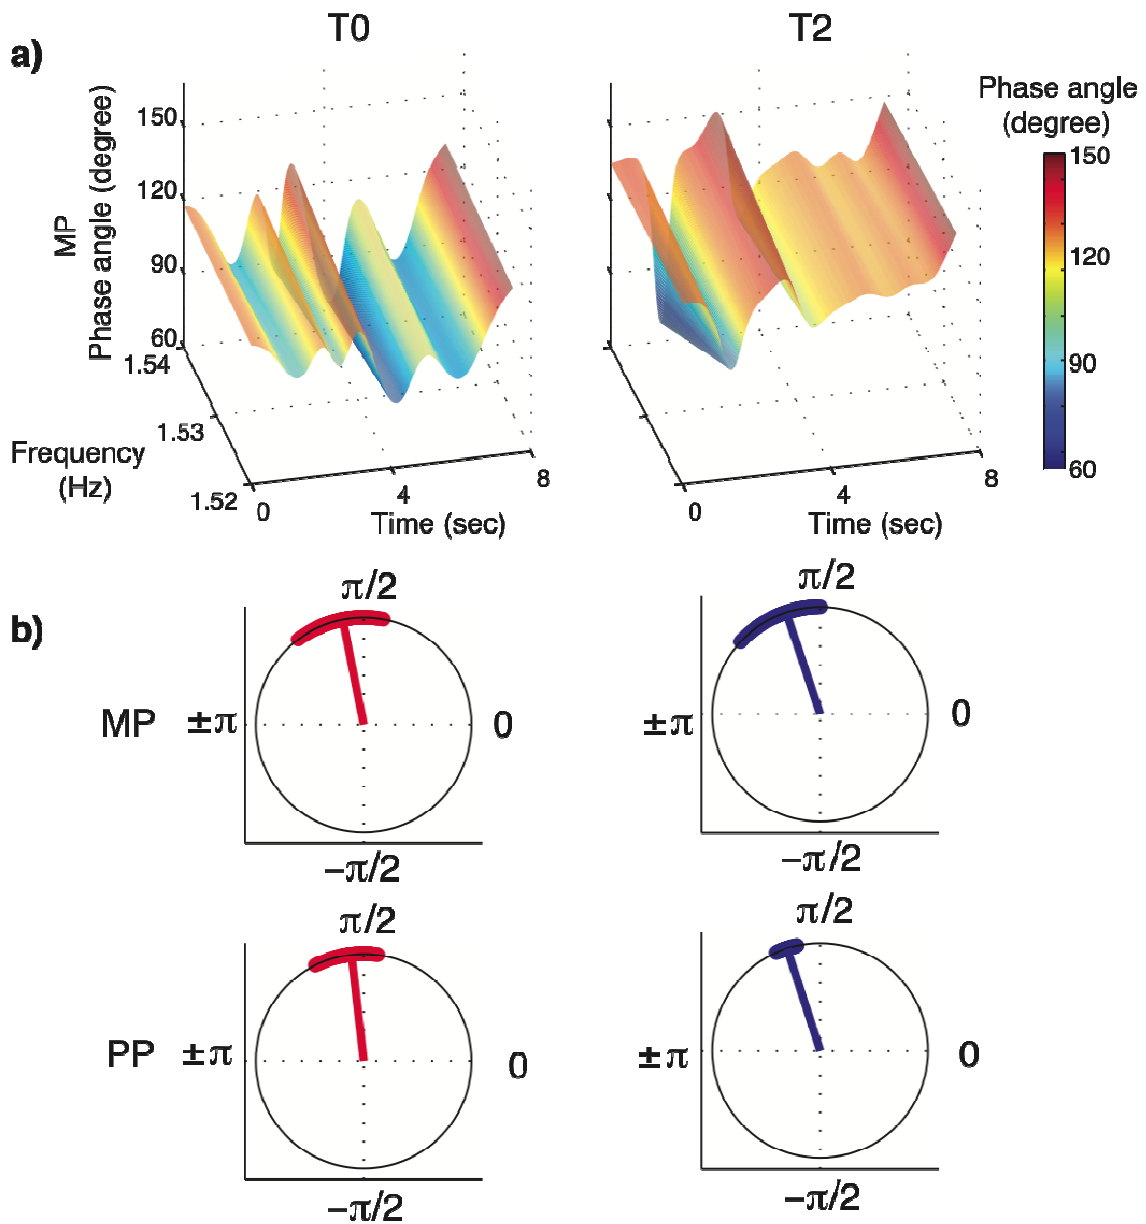 T0 T2
a)
Phase angle
(degree)
MP
Phase angle (degree)
150
120
90
60
1.54
1.53
1.52
Frequency
(Hz)
0 4 8
Time (sec)
0 4 8
Time (sec)
150
120
90
60
b)
π/2 π/2
MP ±π 0 ±π 0
−π/2 −π/2
π/2 π/2
PP ±π 0 ±π 0
−π/2 −π/2